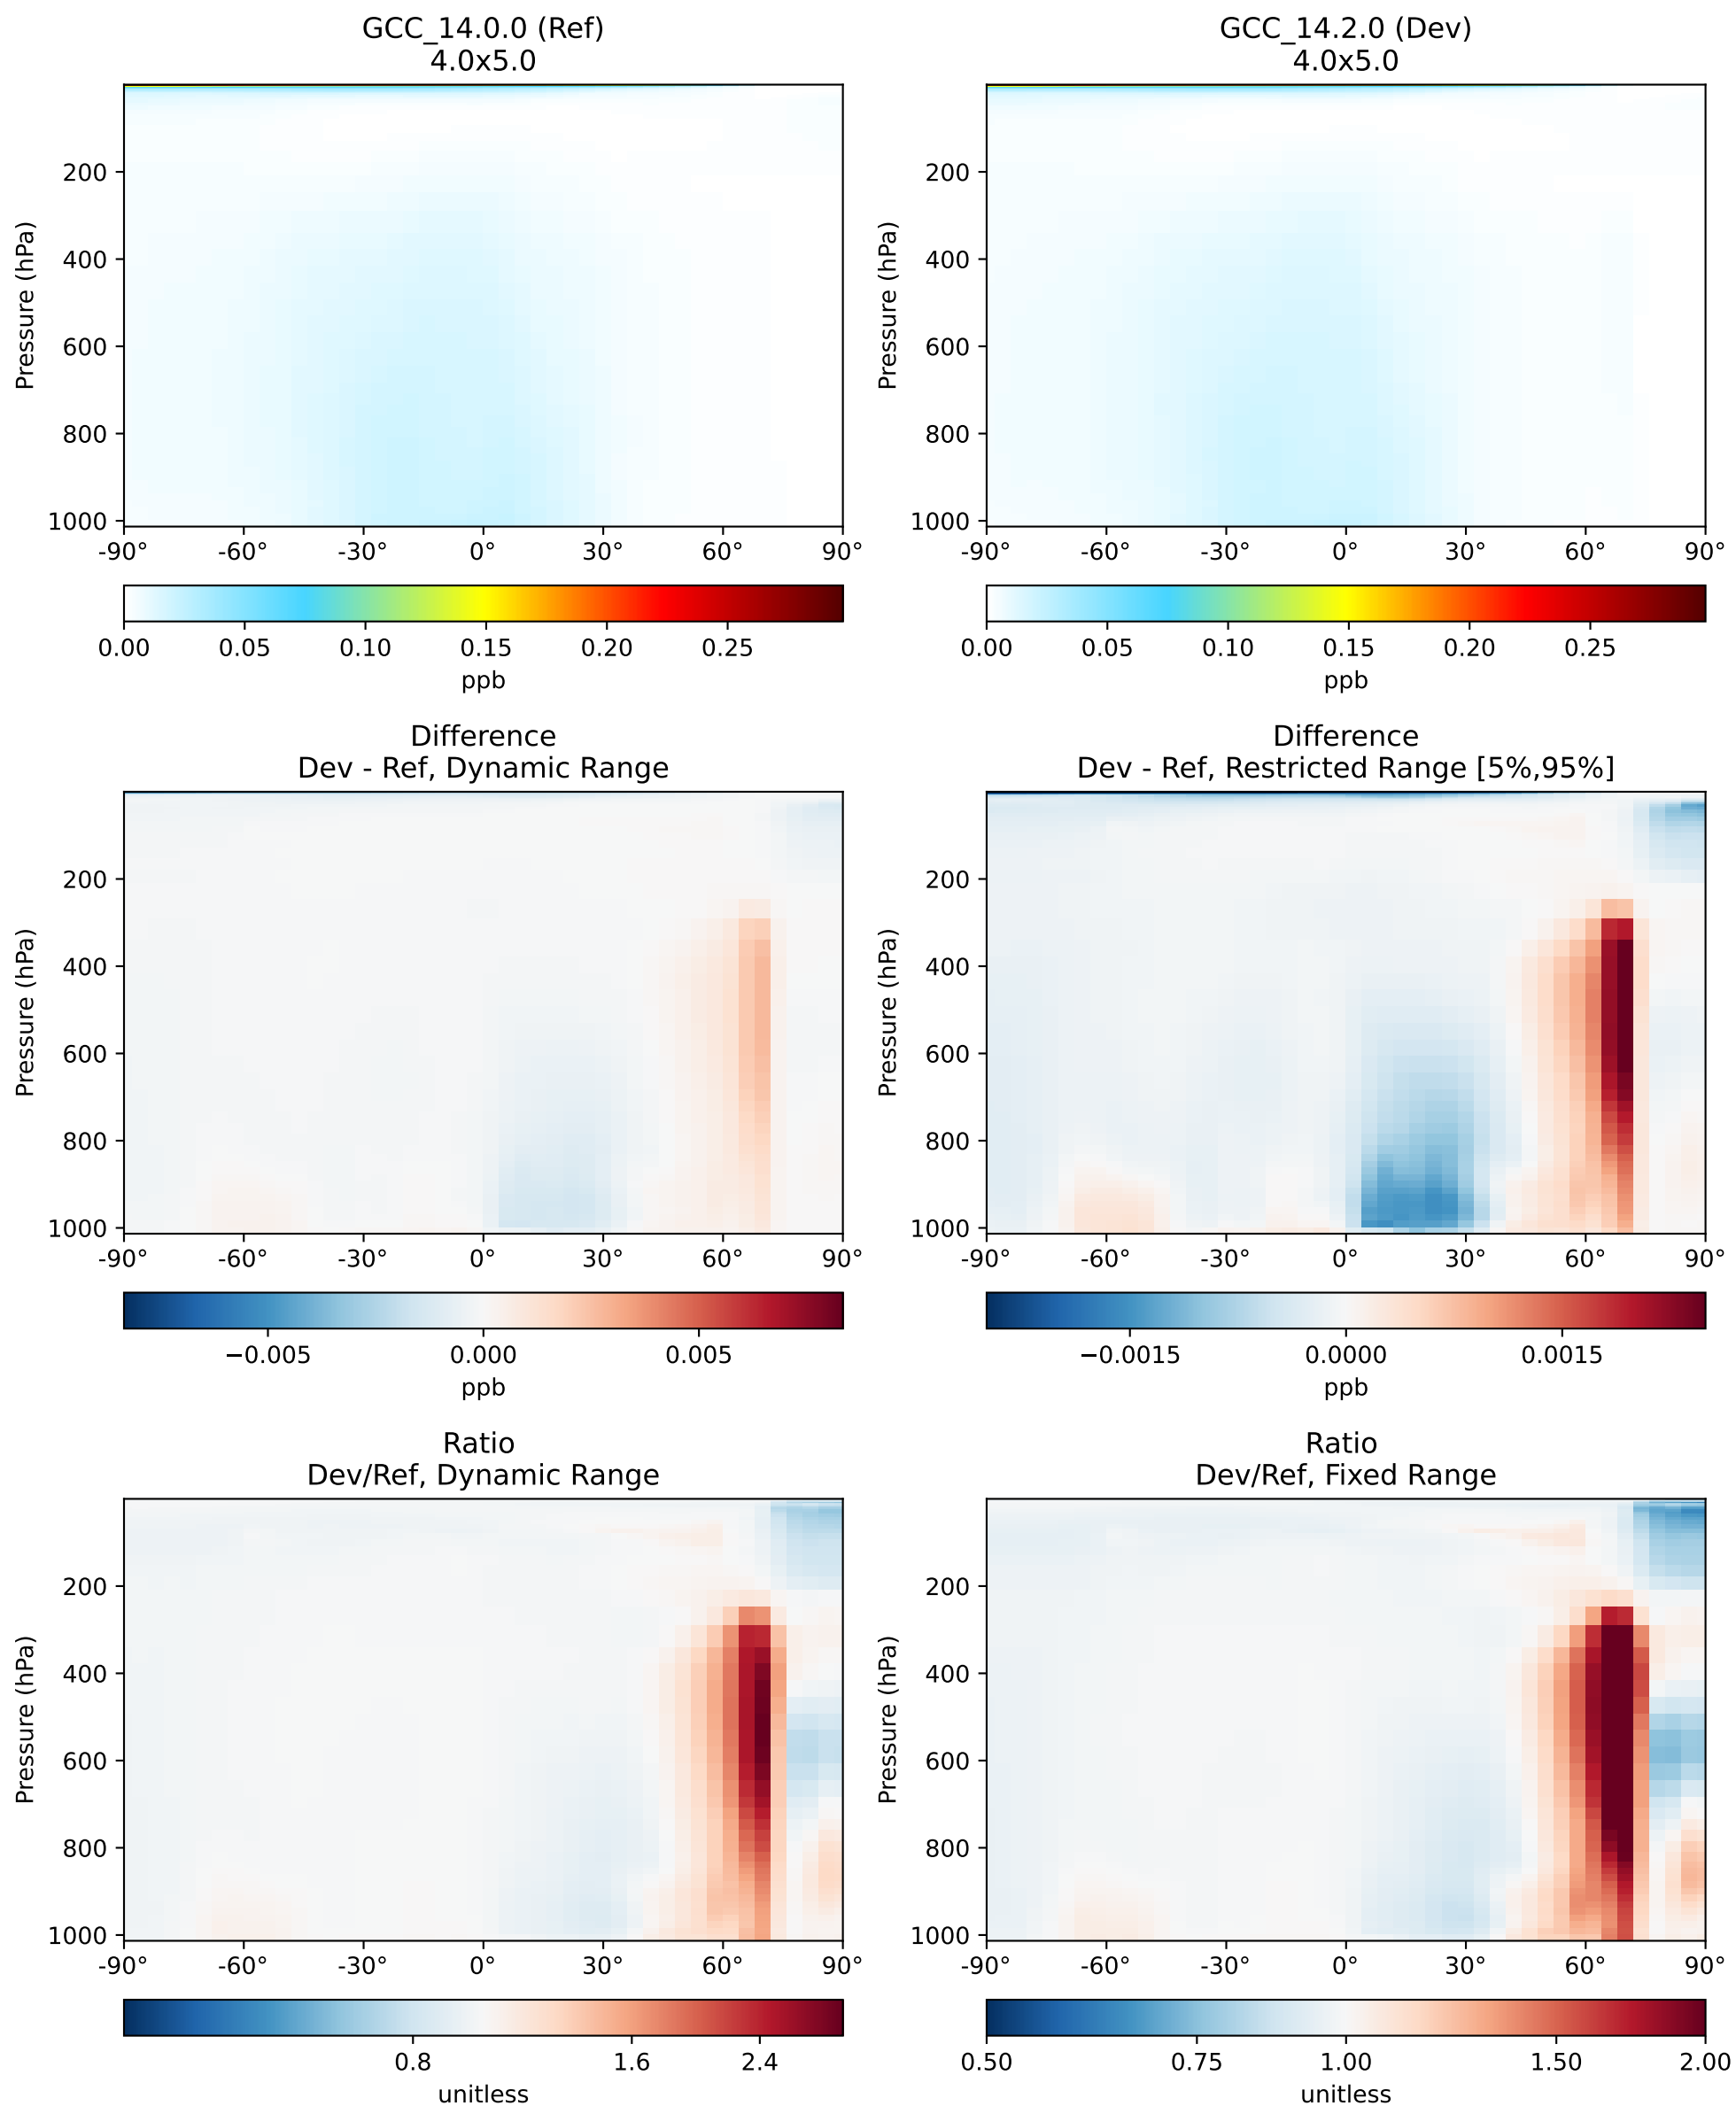 GCC_14.0.0 (Ref)
4.0x5.0
Pressure (hPa)
200
400
600
800
1000
-90° -60° -30° 0° 30° 60° 90°
0.00 0.05 0.10 0.15 0.20 0.25
ppb
GCC_14.2.0 (Dev)
4.0x5.0
Pressure (hPa)
200
400
600
800
1000
-90° -60° -30° 0° 30° 60° 90°
0.00 0.05 0.10 0.15 0.20 0.25
ppb
Difference
Dev - Ref, Dynamic Range
Pressure (hPa)
200
400
600
800
1000
-90° -60° -30° 0° 30° 60° 90°
−0.005 0.000 0.005
ppb
Difference
Dev - Ref, Restricted Range [5%,95%]
Pressure (hPa)
200
400
600
800
1000
-90° -60° -30° 0° 30° 60° 90°
−0.0015 0.0000 0.0015
ppb
Ratio
Dev/Ref, Dynamic Range
Pressure (hPa)
200
400
600
800
1000
-90° -60° -30° 0° 30° 60° 90°
0.8 1.6 2.4
unitless
Ratio
Dev/Ref, Fixed Range
Pressure (hPa)
200
400
600
800
1000
-90° -60° -30° 0° 30° 60° 90°
0.50 0.75 1.00 1.50 2.00
unitless